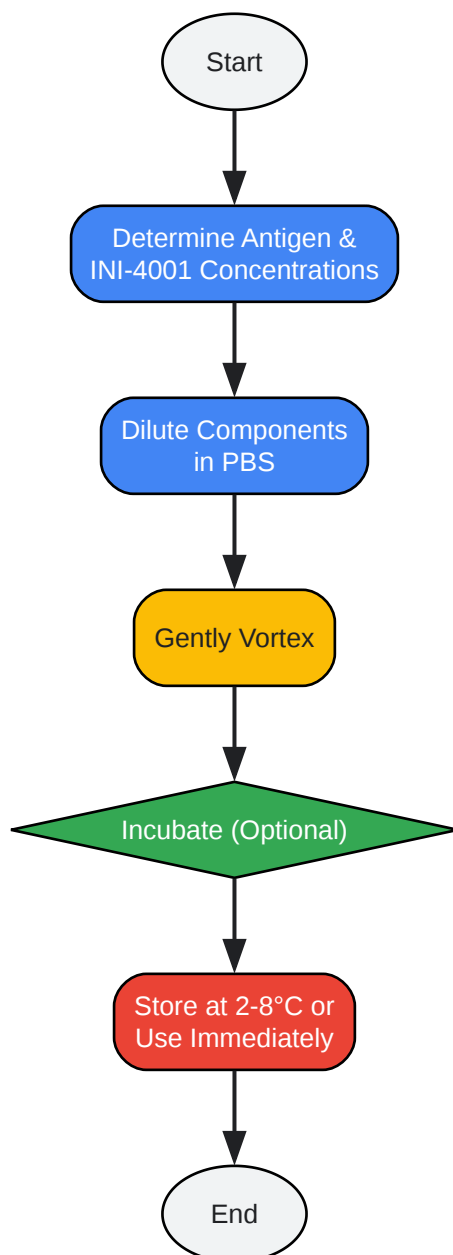 Start
Determine Antigen &
INI-4001 Concentrations
Dilute Components
in PBS
Gently Vortex
Incubate (Optional)
Store at 2-8°C or
Use Immediately
End